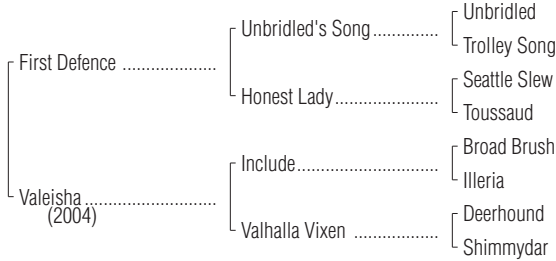 Unbridled
Unbridled's Song..............
Trolley Song
First Defence .....................
Seattle Slew
Honest Lady.......................
Toussaud
Broad Brush
Include................................
Illeria
Valeisha.............................
(2004)
Deerhound
Valhalla Vixen ...................
Shimmydar